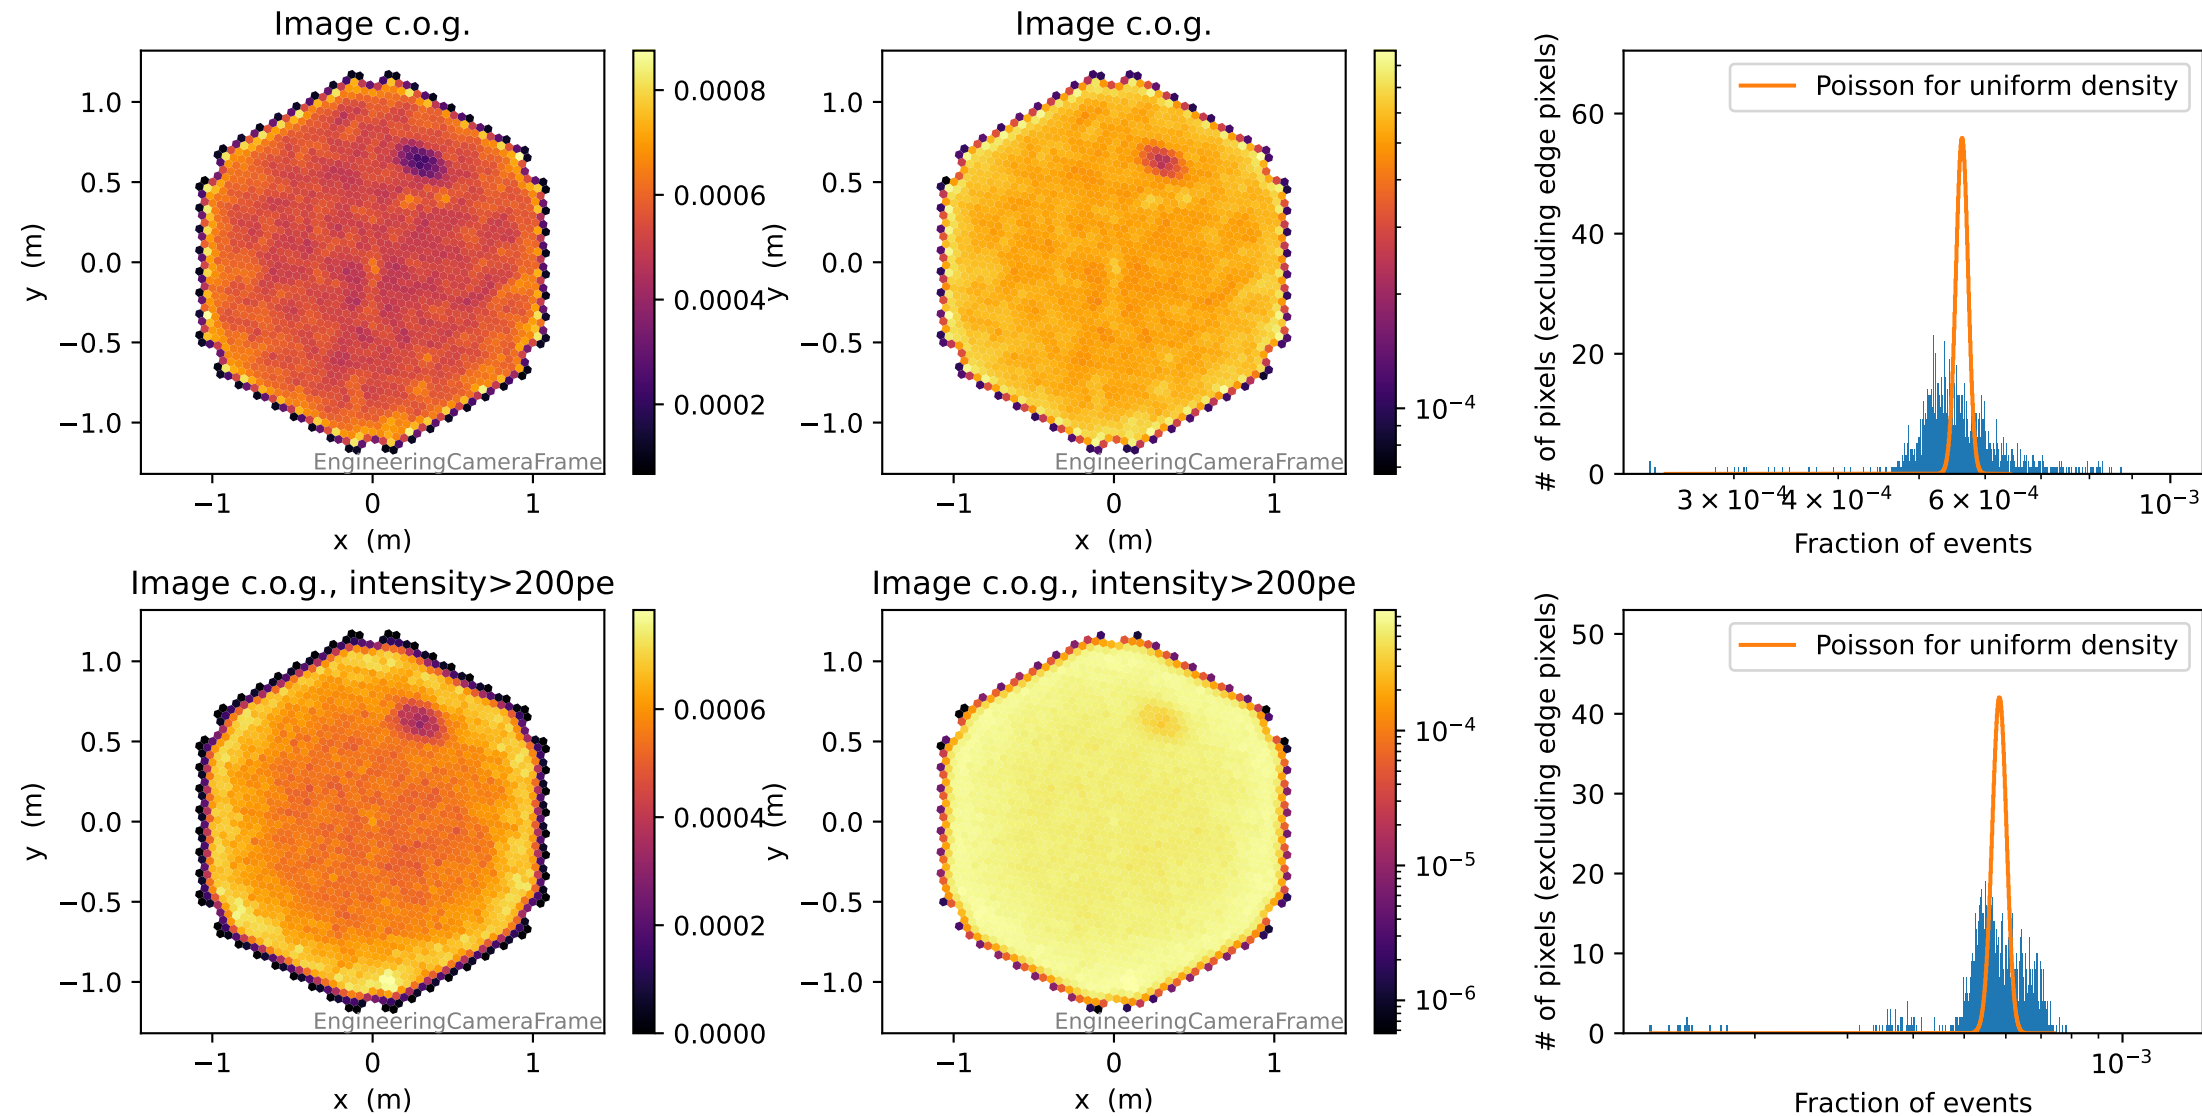 Image c.o.g.
1.0
0.5
0.0
−0.5
−1.0
y (m)
−1
0
1
x (m)
EngineeringCameraFrame
0.0008
0.0006
0.0004
0.0002
Image c.o.g.
1.0
0.5
0.0
−0.5
−1.0
y (m)
−1
0
1
x (m)
EngineeringCameraFrame
10⁻⁴
60
40
20
0
# of pixels (excluding edge pixels)
Poisson for uniform density
3 × 10⁻⁴
4 × 10⁻⁴
6 × 10⁻⁴
10⁻³
Fraction of events
Image c.o.g., intensity>200pe
1.0
0.5
0.0
−0.5
−1.0
y (m)
−1
0
1
x (m)
EngineeringCameraFrame
0.0006
0.0004
0.0002
0.0000
Image c.o.g., intensity>200pe
1.0
0.5
0.0
−0.5
−1.0
y (m)
−1
0
1
x (m)
EngineeringCameraFrame
10⁻⁴
10⁻⁵
10⁻⁶
50
40
30
20
10
0
# of pixels (excluding edge pixels)
Poisson for uniform density
10⁻³
Fraction of events